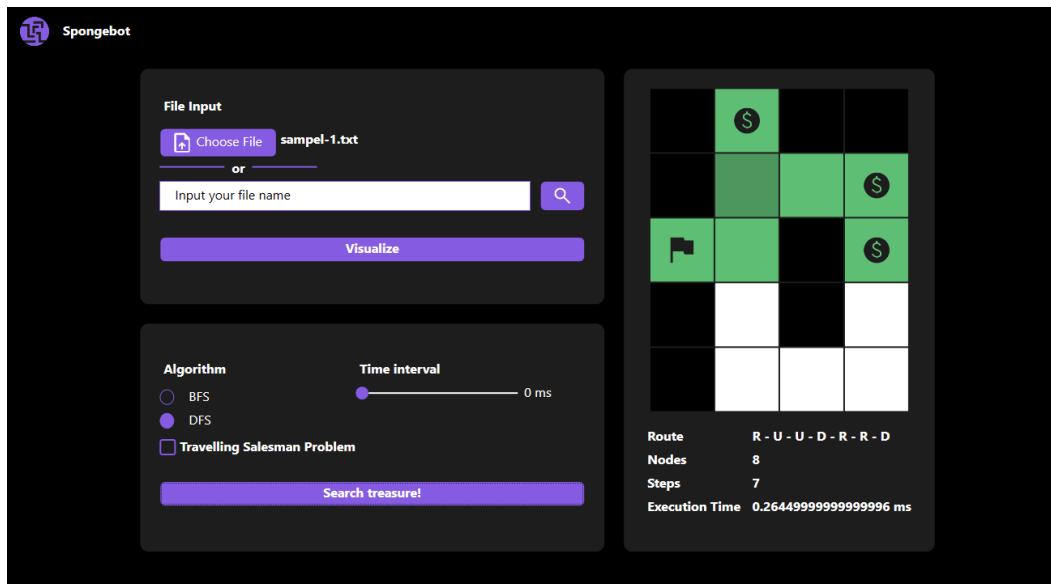 Spongebot
File Input
Choose File sampel-1.txt
or
Input your file name
Visualize
Algorithm
BFS
DFS
Travelling Salesman Problem
Time interval
0 ms
Search treasure!
$
$
$
Route R - U - U - D - R - R - D
Nodes 8
Steps 7
Execution Time 0.26449999999999996 ms